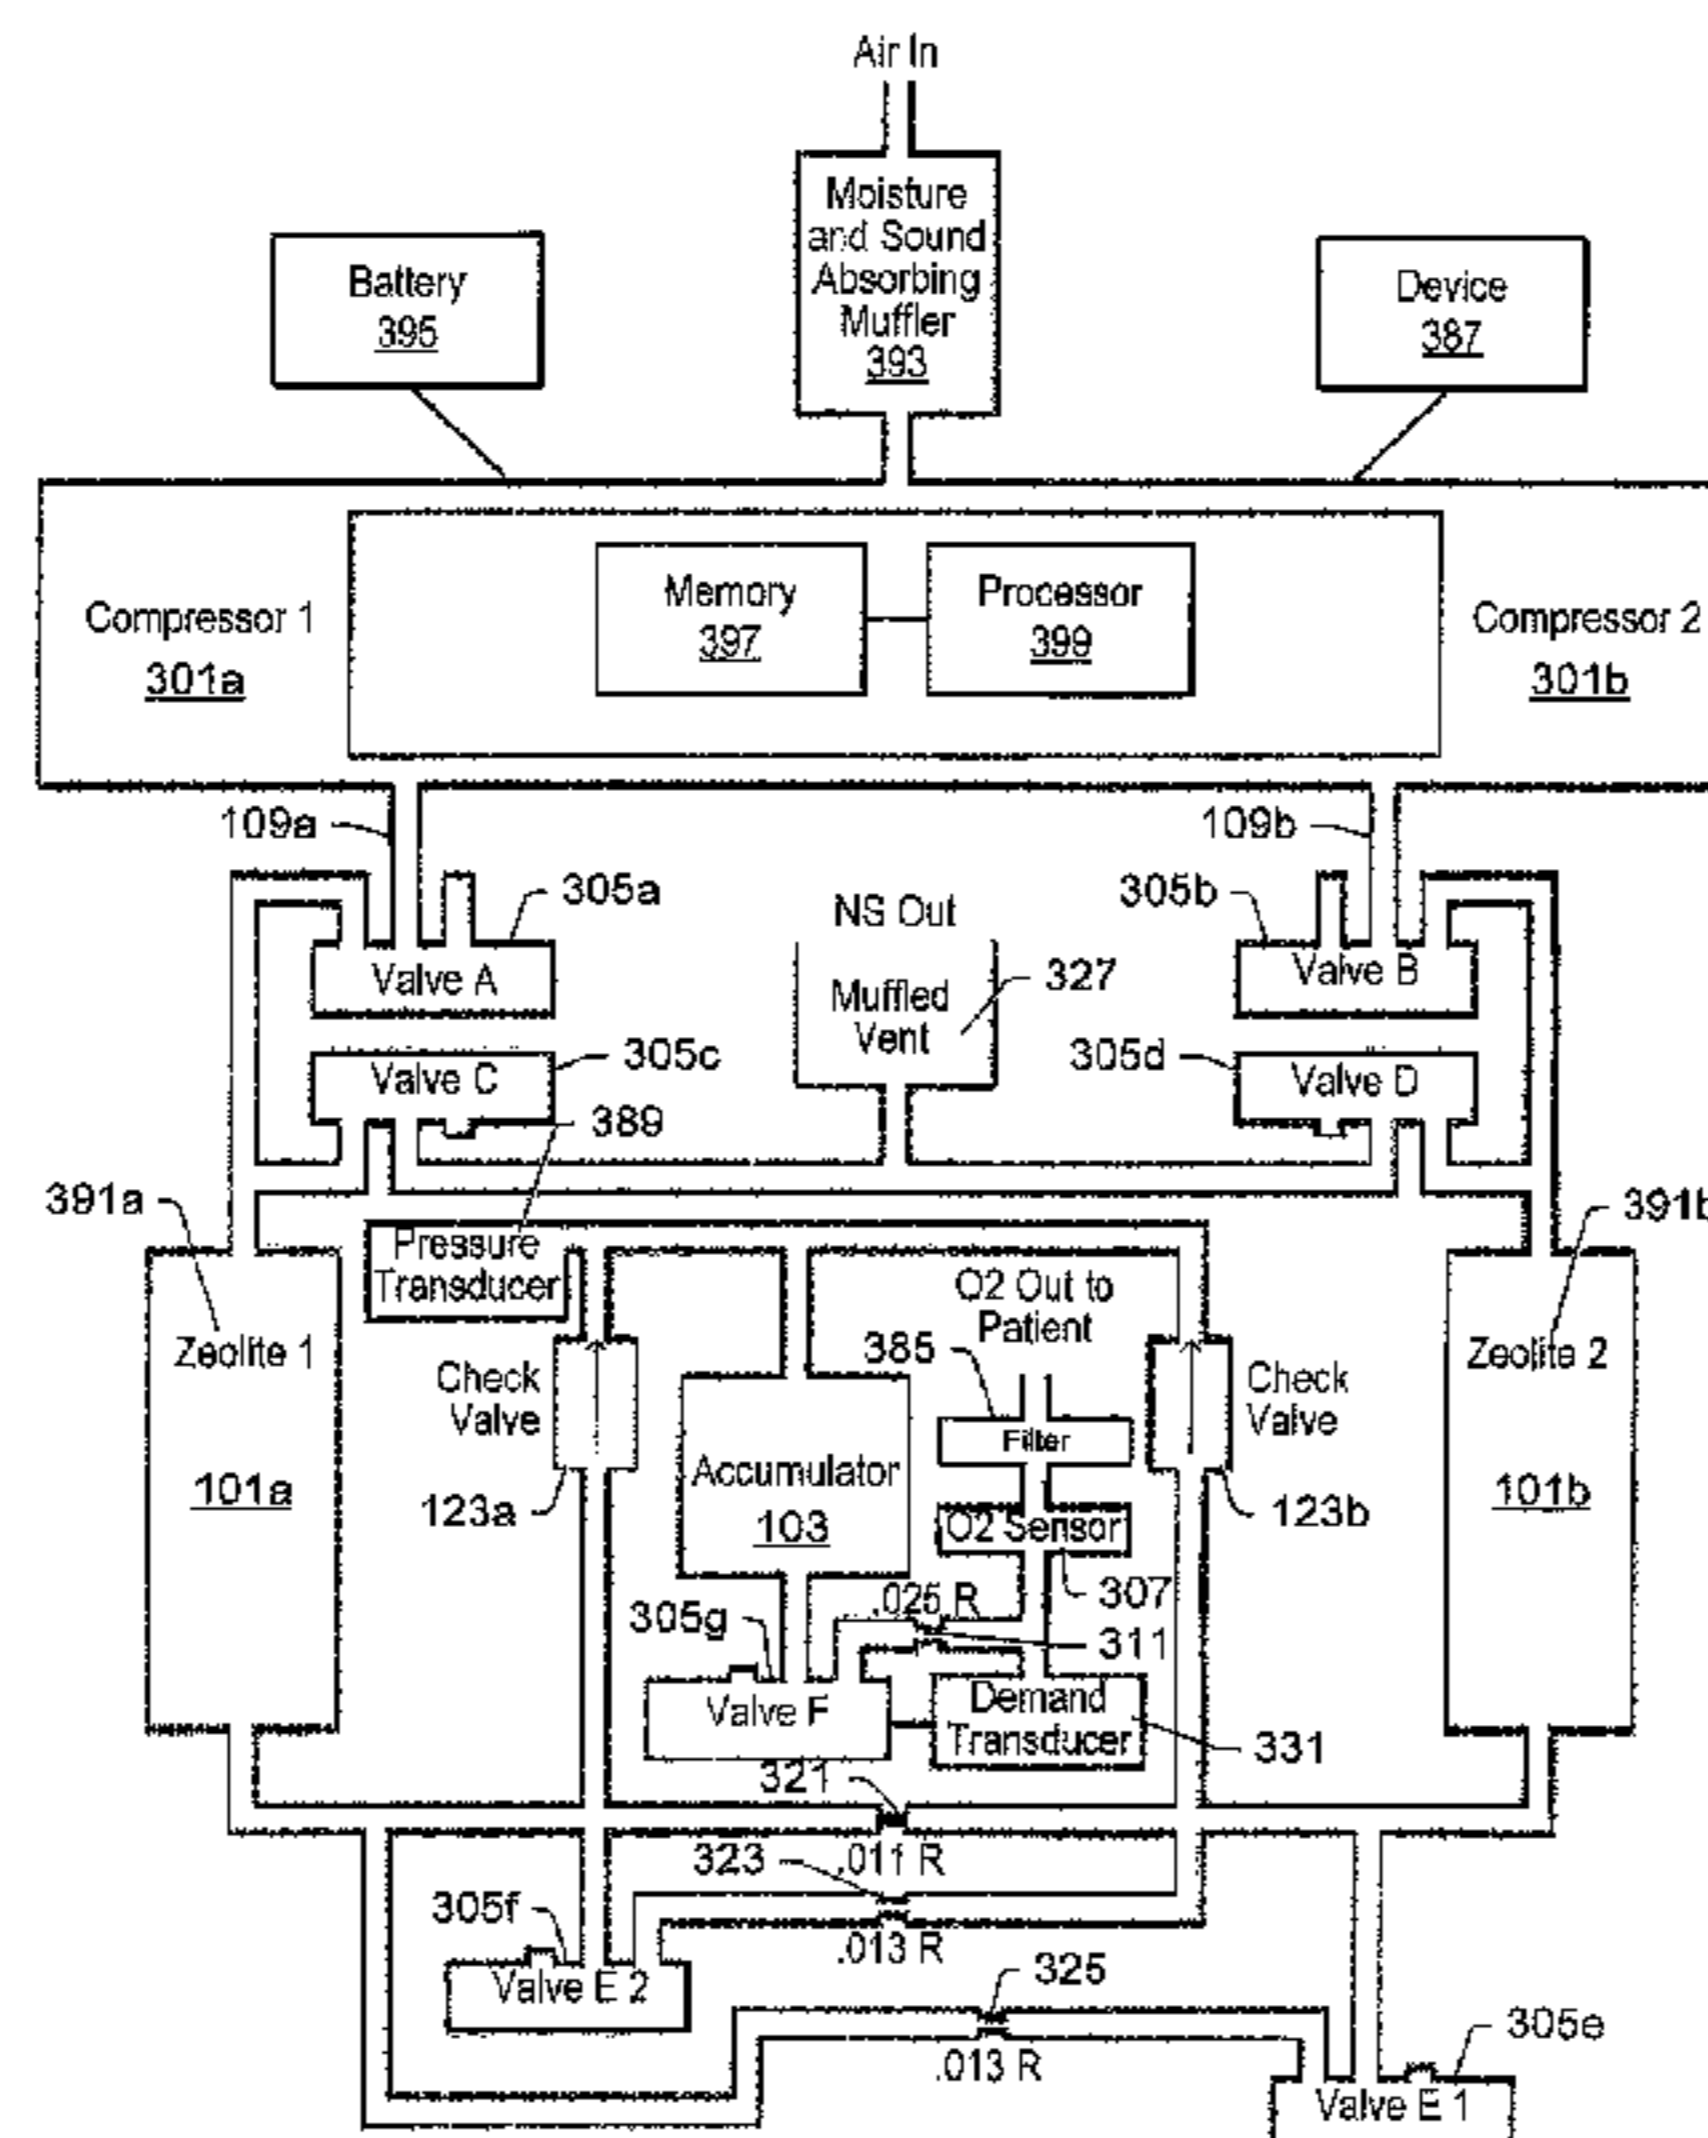 Air In
Moisture
and Sound
Absorbing
Muffler
393
Battery
395
Device
387
Memory
397
Processor
399
Compressor 1
301a
Compressor 2
301b
109a
109b
305a
NS Out
305b
Valve A
Muffled
Vent
327
Valve B
305c
305d
Valve C
Valve D
389
391a
391b
Pressure
Transducer
O2 Out to
Patient
385
Zeolite 1
Check
Valve
Check
Valve
Zeolite 2
Filter
101a
Accumulator
103
101b
123a
O2 Sensor
123b
.025 R
307
305g
311
Valve F
Demand
Transducer
331
321
.011 R
323
305f
.013 R
Valve E 2
325
305e
.013 R
Valve E 1